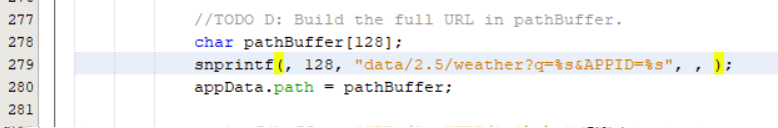 277 //TODO D: Build the full URL in pathBuffer.
278 char pathBuffer[128];
279 snprintf(, 128, "data/2.5/weather?q=%s&APPID=%s", , );
280 appData.path = pathBuffer;
281